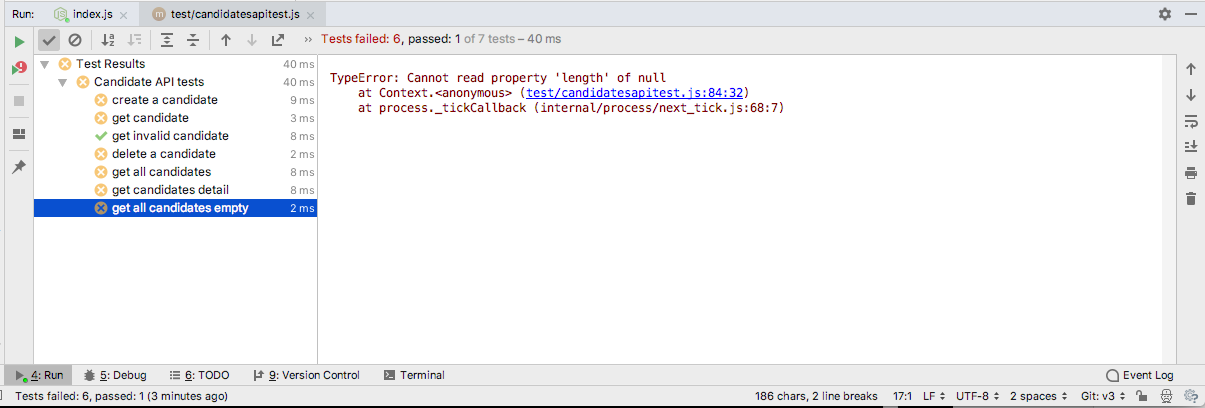 Run: index.js test/candidatesapitest.js
Tests failed: 6, passed: 1 of 7 tests – 40 ms
Test Results 40 ms
Candidate API tests 40 ms
create a candidate 9 ms
get candidate 3 ms
get invalid candidate 8 ms
delete a candidate 2 ms
get all candidates 8 ms
get candidates detail 8 ms
get all candidates empty 2 ms
TypeError: Cannot read property 'length' of null
at Context.<anonymous> (test/candidatesapitest.js:84:32)
at process._tickCallback (internal/process/next_tick.js:68:7)
4: Run 5: Debug 6: TODO 9: Version Control Terminal Event Log
Tests failed: 6, passed: 1 (3 minutes ago) 186 chars, 2 line breaks 17:1 LF UTF-8 2 spaces Git: v3